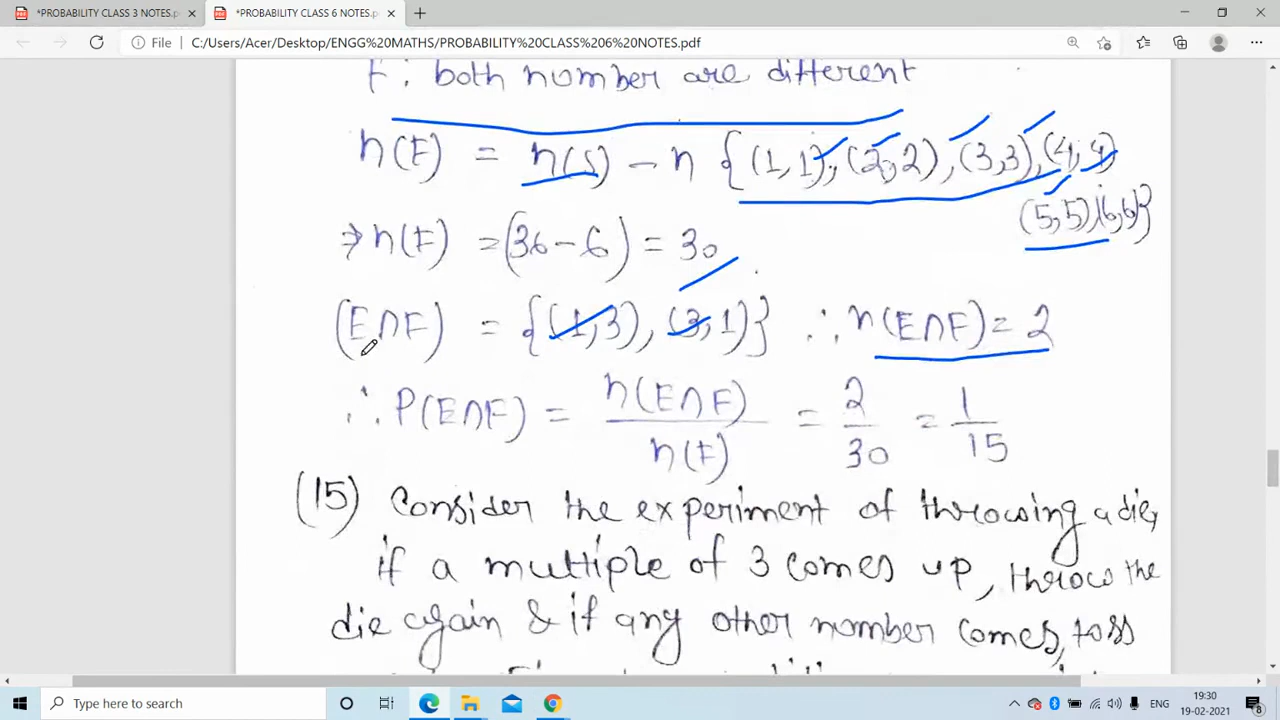 *PROBABILITY CLASS 3 NOTES.p
*PROBABILITY CLASS 6 NOTES.pdf
File C:/Users/Acer/Desktop/ENGG%20MATHS/PROBABILITY%20CLASS%206%20NOTES.pdf
F : both number are different
n(F) = n(S) – n {(1,1), (2,2), (3,3), (4,4)
(5,5)(6,6)}
⇒ n(F) = (36–6) = 30
(E∩F) = {(1,3), (3,1)} ∴ n(E∩F) = 2
∴ P(E∩F) = n(E∩F) / n(F) = 2/30 = 1/15
(15) Consider the experiment of throwing a die,
if a multiple of 3 comes up, throw the
die again & if any other number comes, toss
Type here to search
ENG
19:30
19-02-2021
8